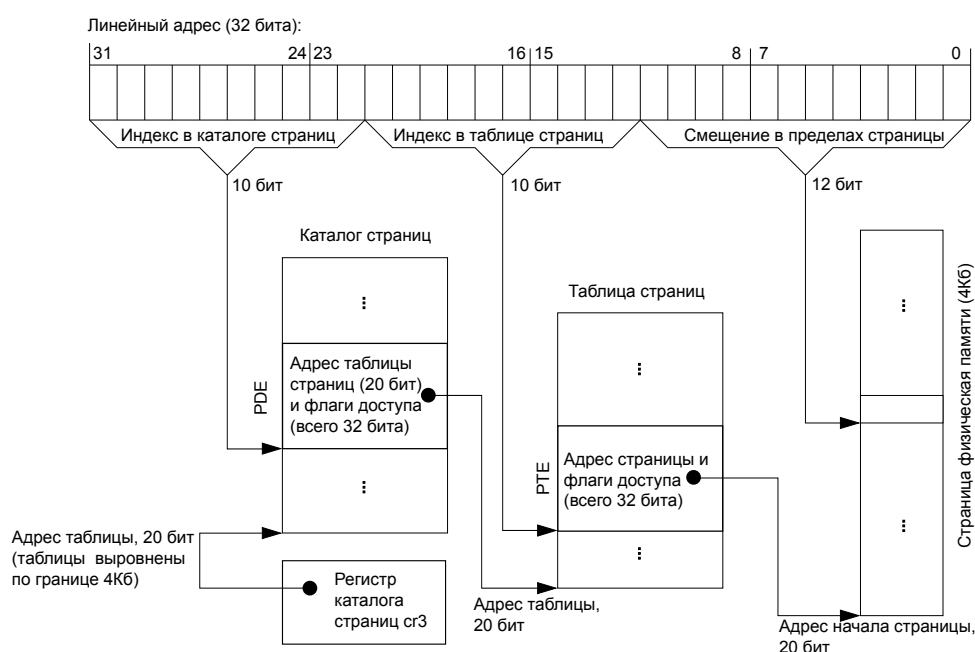 Линейный адрес (32 бита):
31 24 23 16 15 8 7 0
Индекс в каталоге страниц Индекс в таблице страниц Смещение в пределах страницы
10 бит 10 бит 12 бит
Каталог страниц
Таблица страниц
PDE
Адрес таблицы
страниц (20 бит)
и флаги доступа
(всего 32 бита)
PTE
Адрес страницы и
флаги доступа
(всего 32 бита)
Страница физическая памяти (4Кб)
Адрес таблицы, 20 бит
(таблицы выровнены
по границе 4Кб)
Регистр
каталога
страниц cr3
Адрес таблицы,
20 бит
Адрес начала страницы,
20 бит